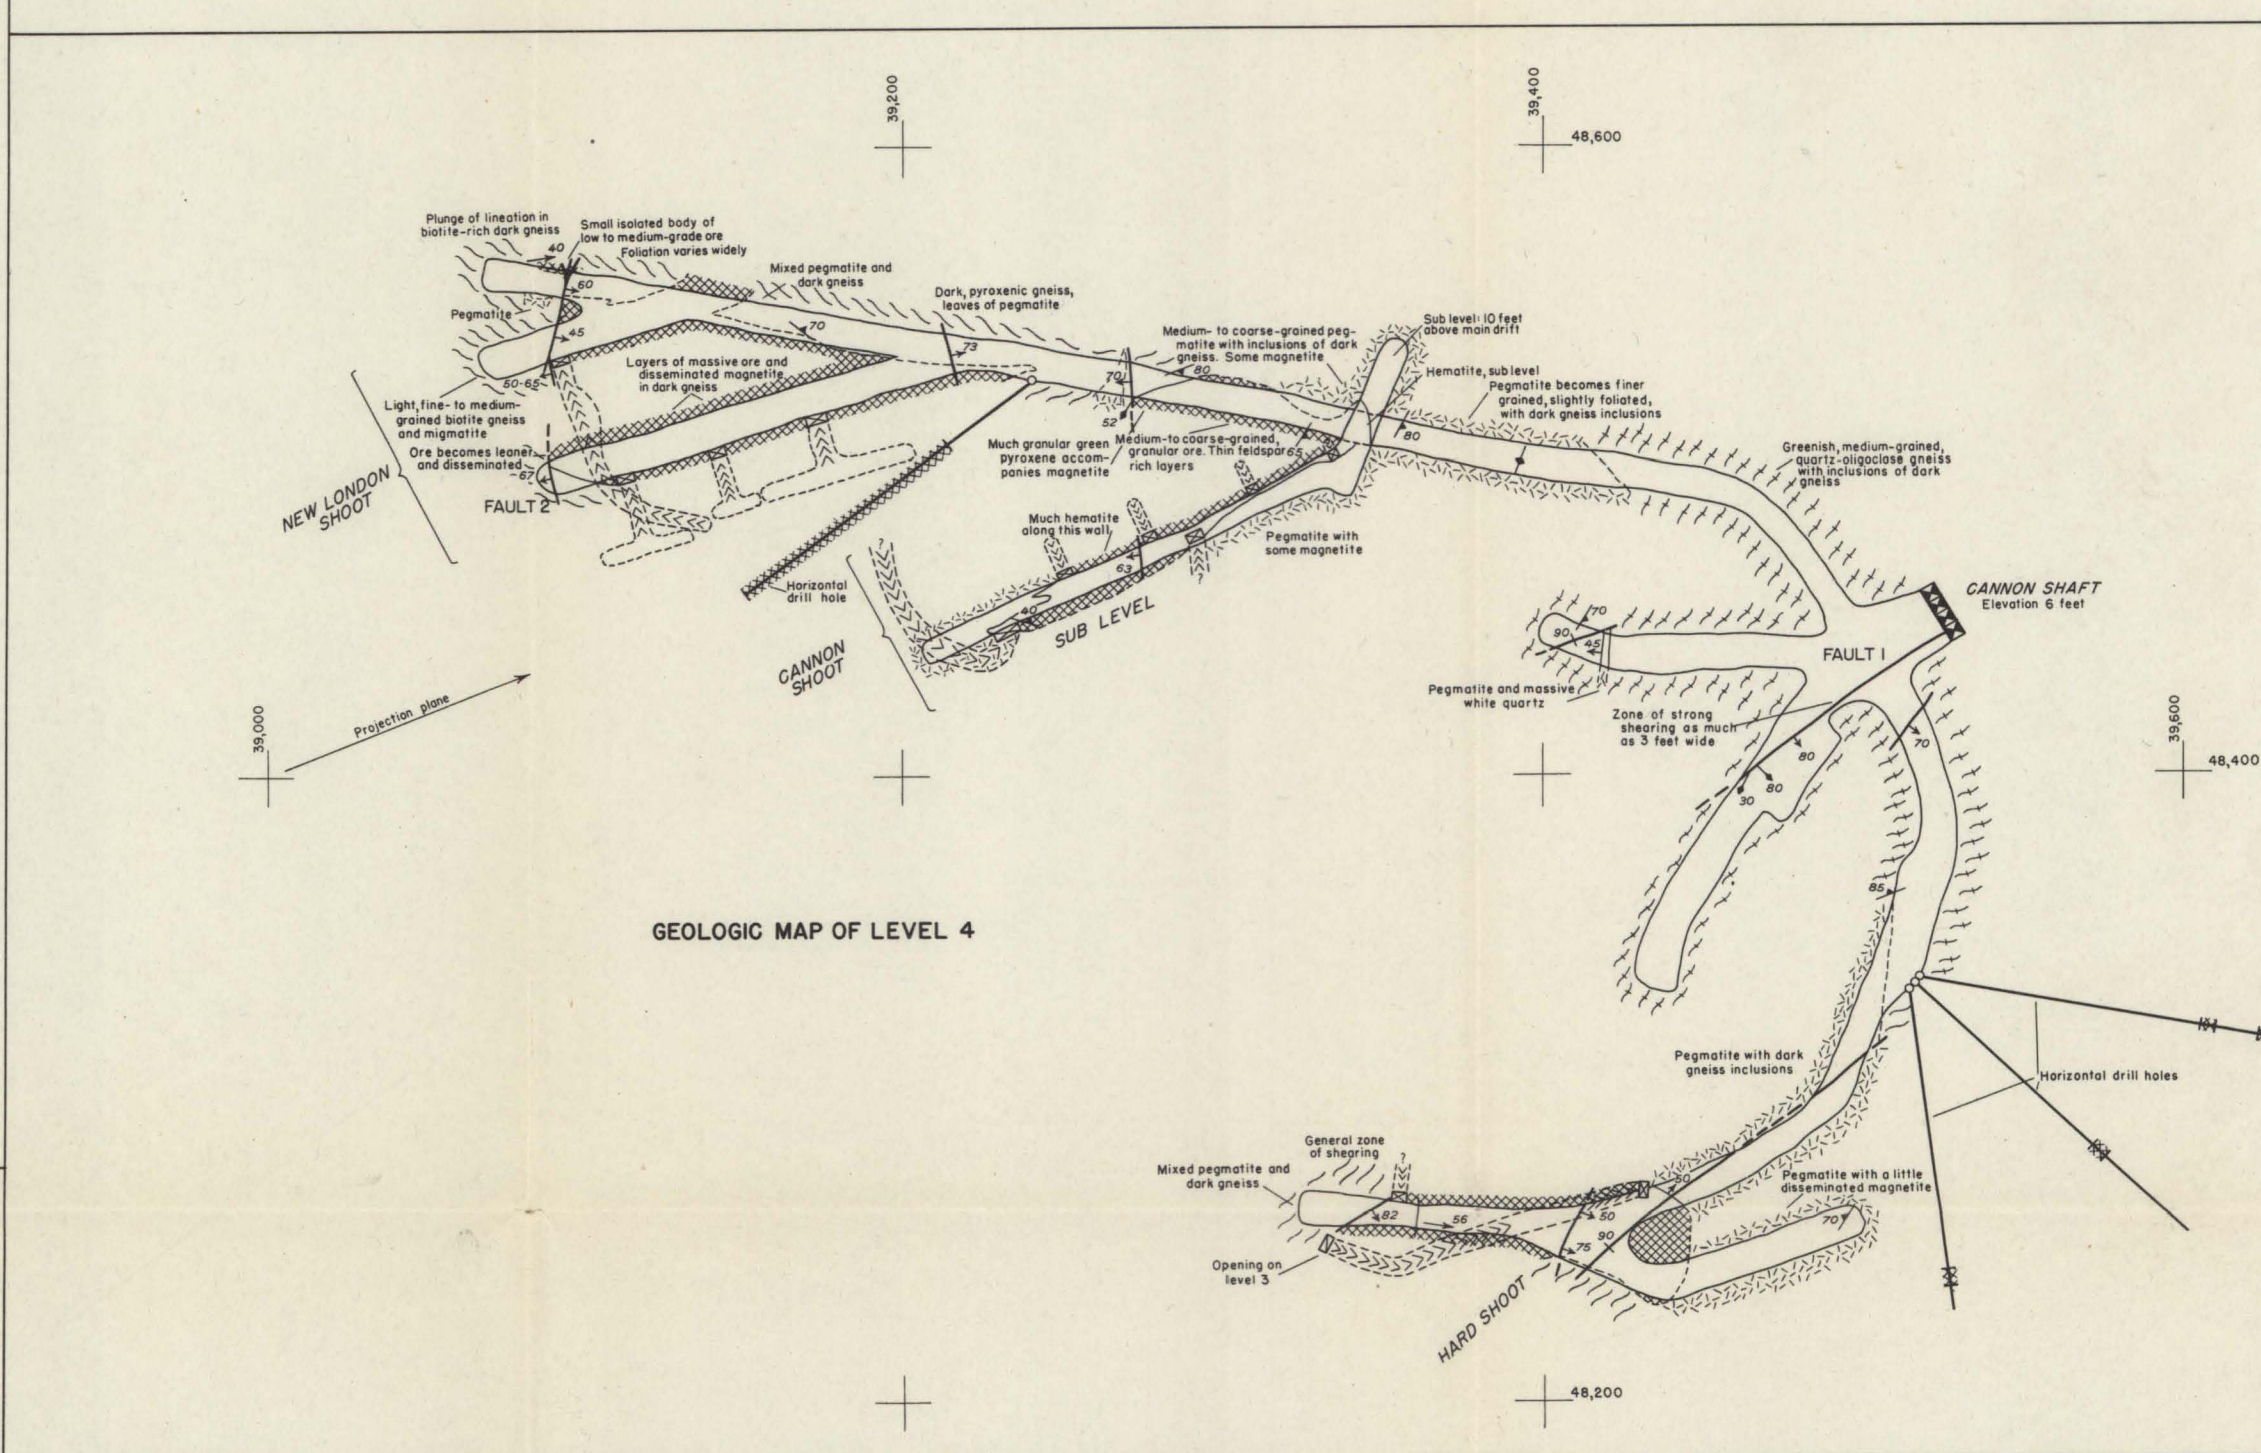 39,200
39,400
48,600
Plunge of lineation in
biotite-rich dark gneiss
40
Small isolated body of
low to medium-grade ore
Foliation varies widely
60
Mixed pegmatite and
dark gneiss
Dark, pyroxenic gneiss,
leaves of pegmatite
Pegmatite
45
70
73
Layers of massive ore and
disseminated magnetite
in dark gneiss
50-65
Light, fine- to medium-
grained biotite gneiss
and migmatite
Ore becomes leaner
and disseminated
67
FAULT 2
NEW LONDON
SHOOT
Medium- to coarse-grained peg-
matite with inclusions of dark
gneiss. Some magnetite
80
70
52
Sub level: 10 feet
above main drift
Hematite, sub level
Pegmatite becomes finer
grained, slightly foliated,
with dark gneiss inclusions
80
Much granular green
pyroxene accom-
panies magnetite
Medium-to coarse-grained,
granular ore. Thin feldspar-
rich layers
65
Greenish, medium-grained,
quartz-oligoclase gneiss
with inclusions of dark
gneiss
Much hematite
along this wall
?
63
?
Pegmatite with
some magnetite
Horizontal
drill hole
40
SUB LEVEL
CANNON
SHOOT
CANNON SHAFT
Elevation 6 feet
70
90
45
FAULT 1
Pegmatite and massive
white quartz
Zone of strong
shearing as much
as 3 feet wide
70
80
80
30
39,000
Projection plane
39,600
48,400
85
GEOLOGIC MAP OF LEVEL 4
Pegmatite with dark
gneiss inclusions
Horizontal drill holes
General zone
of shearing
?
Mixed pegmatite and
dark gneiss
Pegmatite with a little
disseminated magnetite
50
82
56
50
70
90
75
Opening on
level 3
HARD SHOOT
48,200